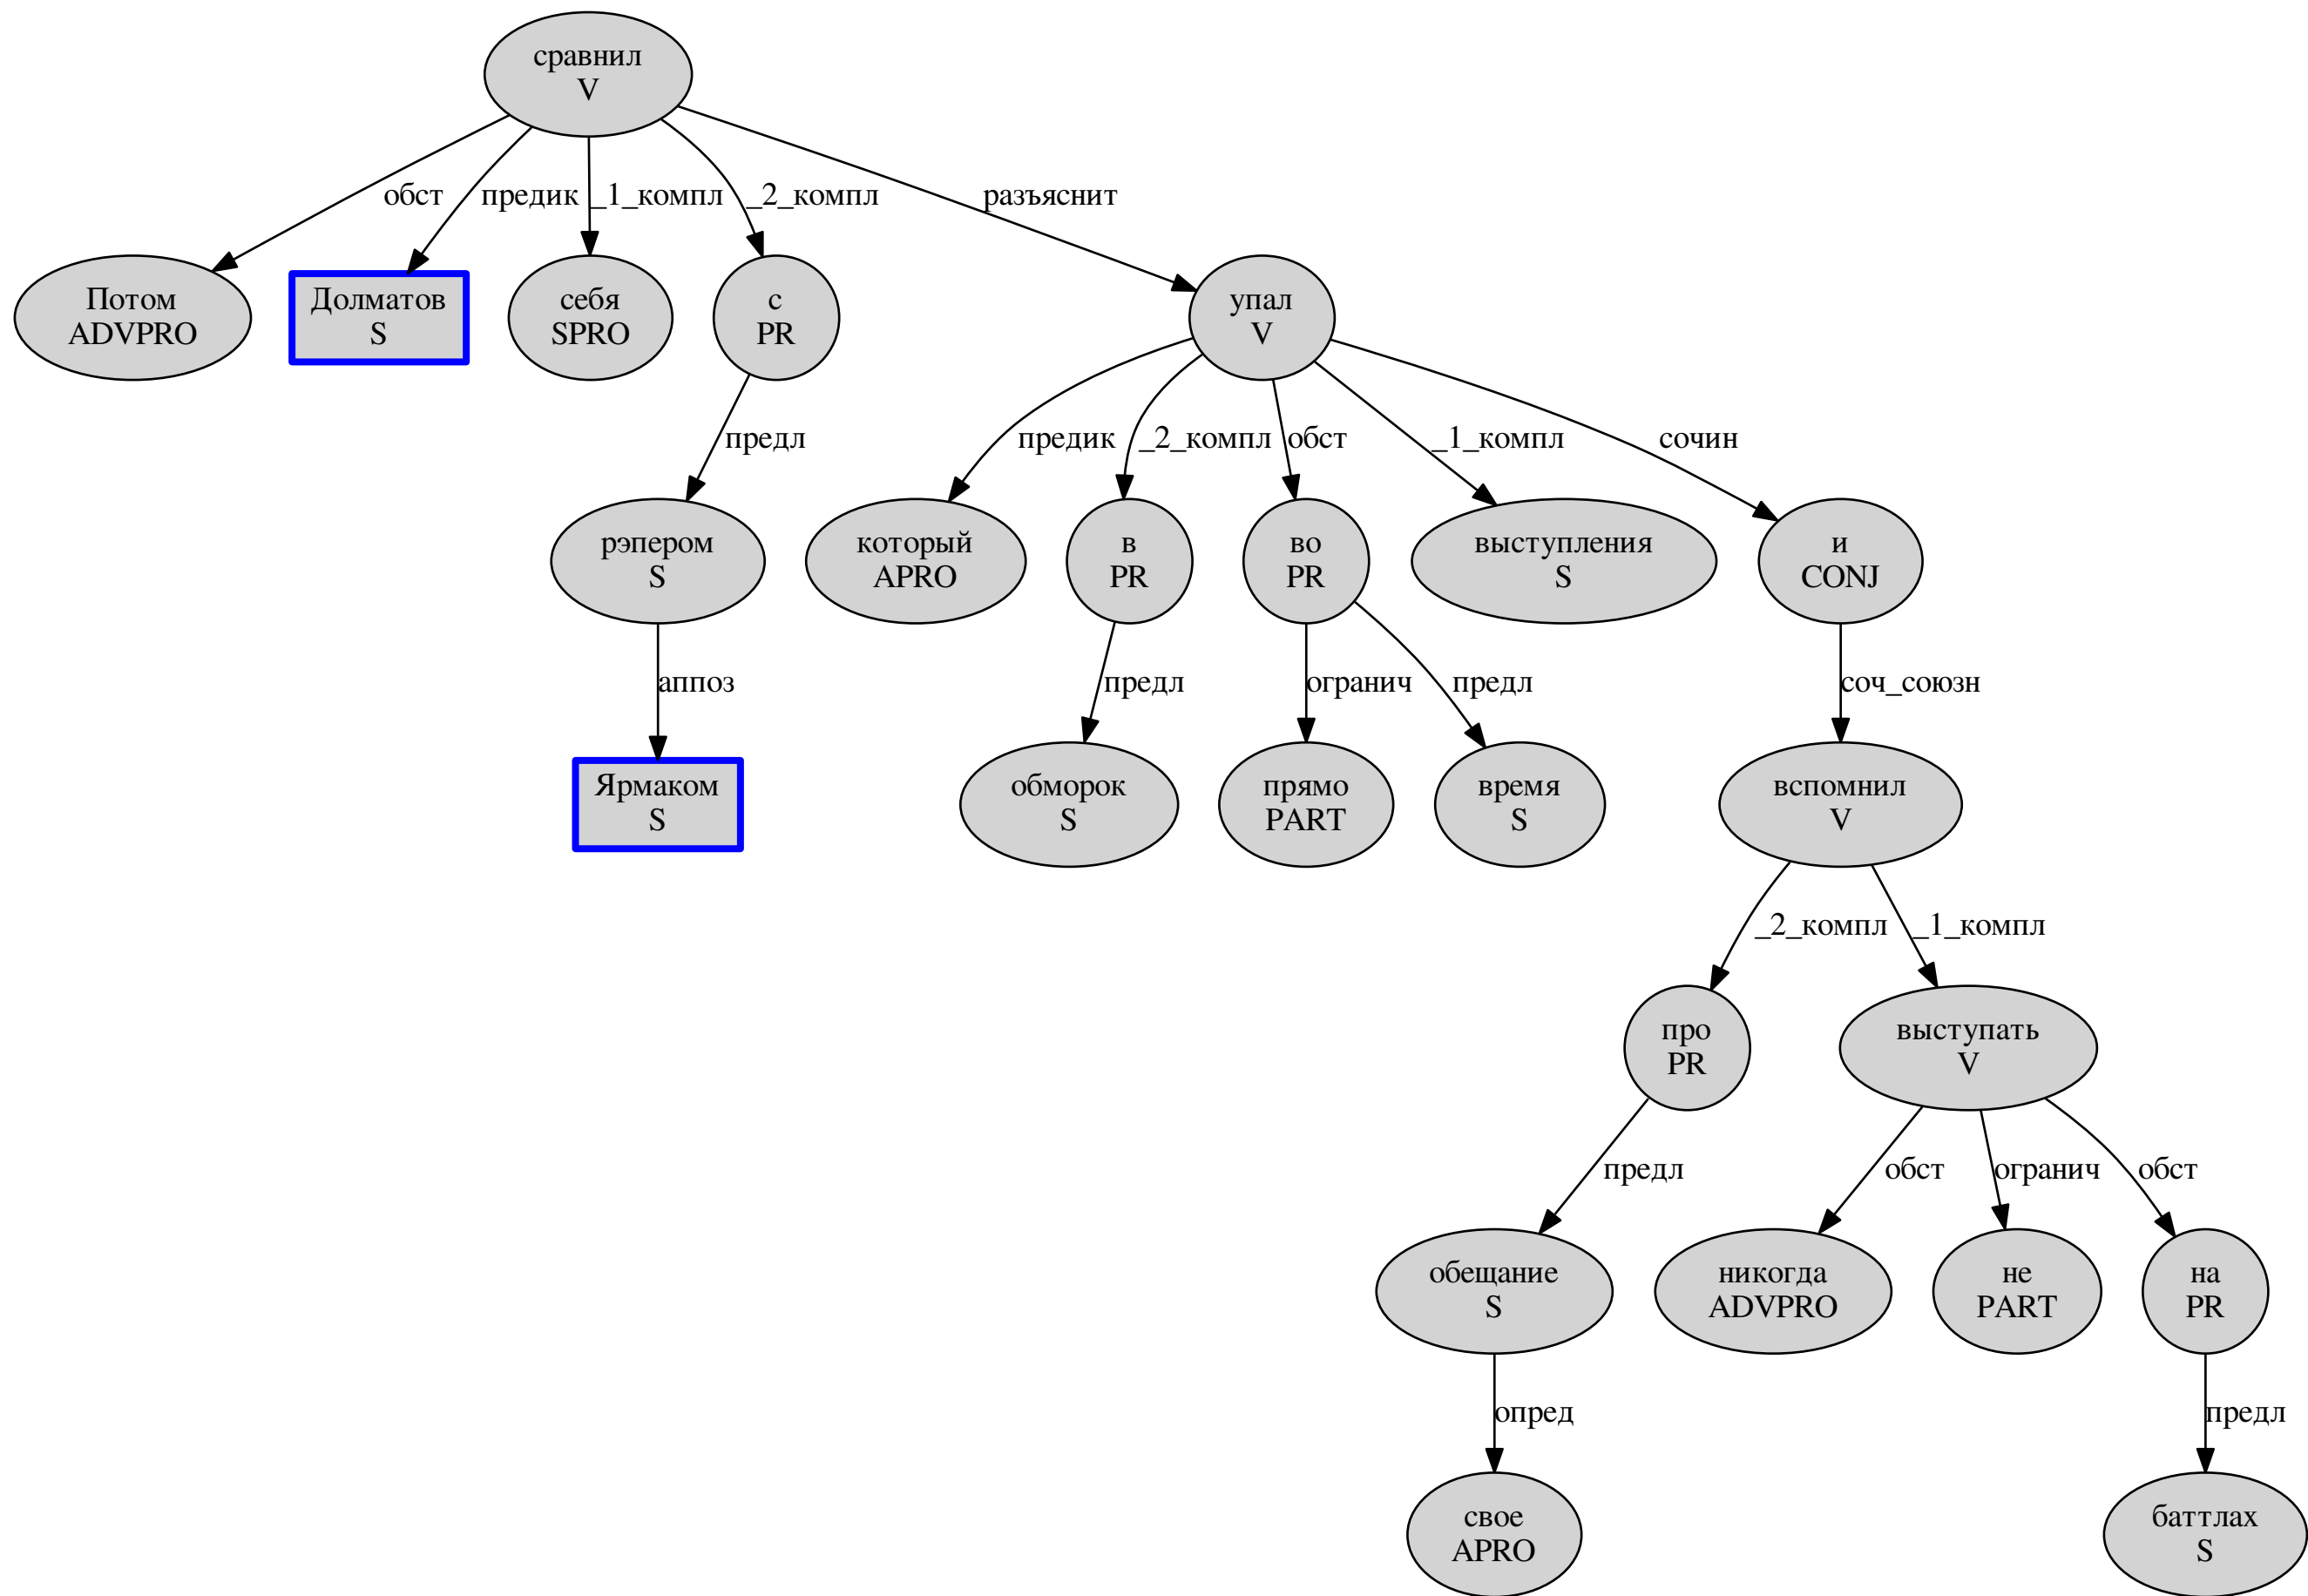 сравнил
V
обст
предик
_1_компл
_2_компл
разъяснит
Потом
ADVPRO
Долматов
S
себя
SPRO
с
PR
упал
V
предл
предик
_2_компл
обст
_1_компл
сочин
рэпером
S
который
APRO
в
PR
во
PR
выступления
S
и
CONJ
аппоз
предл
огранич
предл
соч_союзн
Ярмаком
S
обморок
S
прямо
PART
время
S
вспомнил
V
_2_компл
_1_компл
про
PR
выступать
V
предл
обст
огранич
обст
обещание
S
никогда
ADVPRO
не
PART
на
PR
опред
предл
свое
APRO
баттлах
S